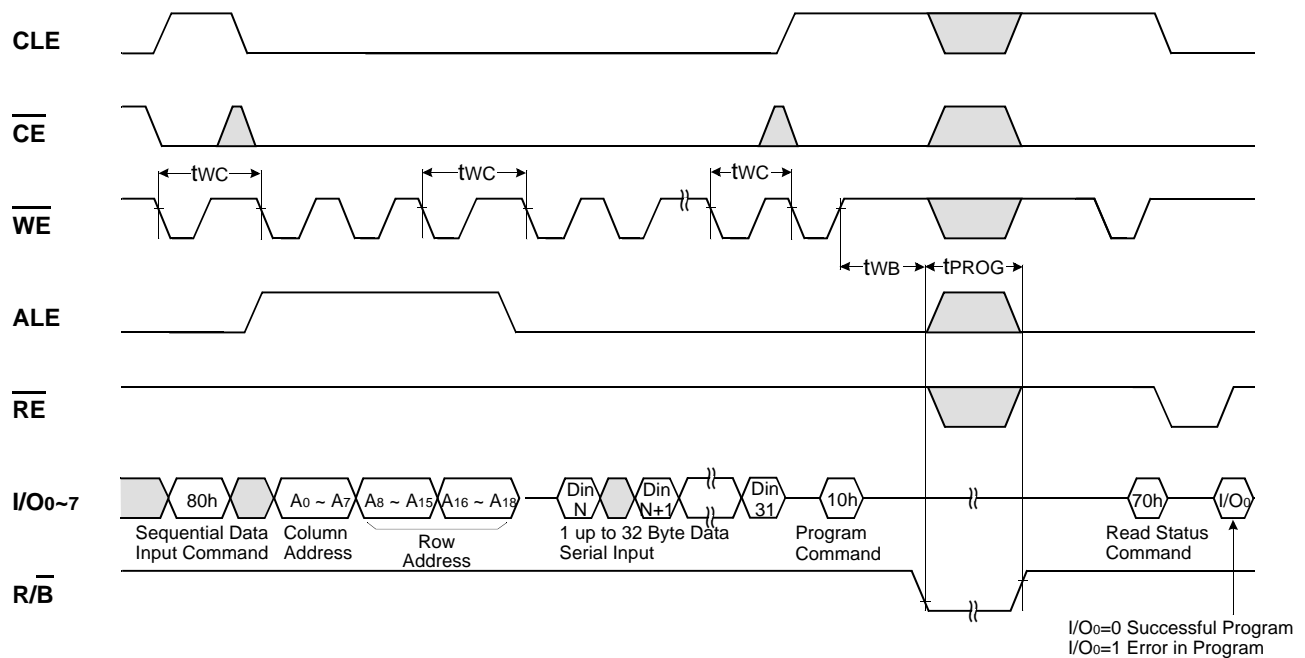 CLE
CE
tWC tWC tWC
WE
tWB tPROG
ALE
RE
I/O0~7 80h A0 ~ A7 A8 ~ A15 A16 ~ A18 Din N Din N+1 Din 31 10h 70h I/O0
Sequential Data Input Command
Column Address
Row Address
1 up to 32 Byte Data Serial Input
Program Command
Read Status Command
R/B
I/O0=0 Successful Program
I/O0=1 Error in Program